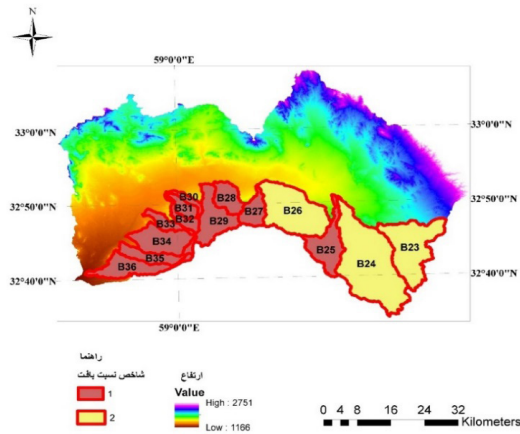 N
59°0'0"E
33°0'0"N
33°0'0"N
32°50'0"N
32°50'0"N
32°40'0"N
32°40'0"N
B30
B31
B32
B33
B34
B35
B36
B28
B29
B27
B26
B25
B24
B23
59°0'0"E
راهنما
شاخص نسبت بافت
1
2
ارتفاع
Value
High : 2751
Low : 1166
0 4 8 16 24 32
Kilometers